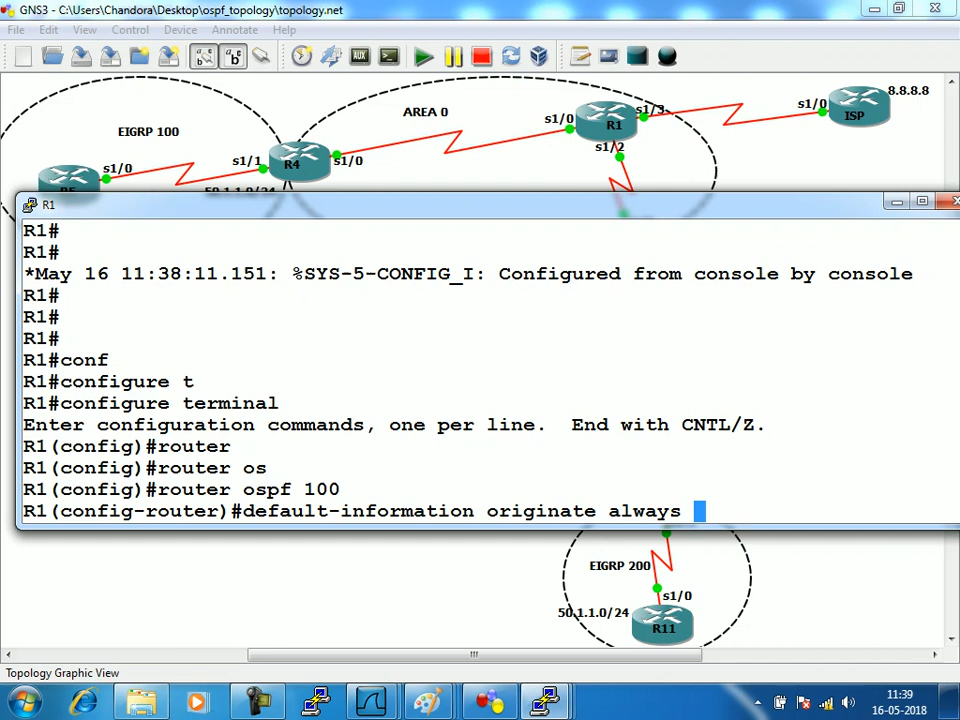 GNS3 - C:\Users\Chandora\Desktop\ospf_topology\topology.net
File Edit View Control Device Annotate Help
AUX
8.8.8.8
AREA 0
s1/3
s1/0
ISP
EIGRP 100
s1/0
R1
s1/2
s1/0
s1/1
R4
s1/0
R1
R1#
R1#
*May 16 11:38:11.151: %SYS-5-CONFIG_I: Configured from console by console
R1#
R1#
R1#
R1#conf
R1#configure t
R1#configure terminal
Enter configuration commands, one per line.  End with CNTL/Z.
R1(config)#router
R1(config)#router os
R1(config)#router ospf 100
R1(config-router)#default-information originate always
EIGRP 200
s1/0
50.1.1.0/24
R11
Topology Graphic View
11:39
16-05-2018